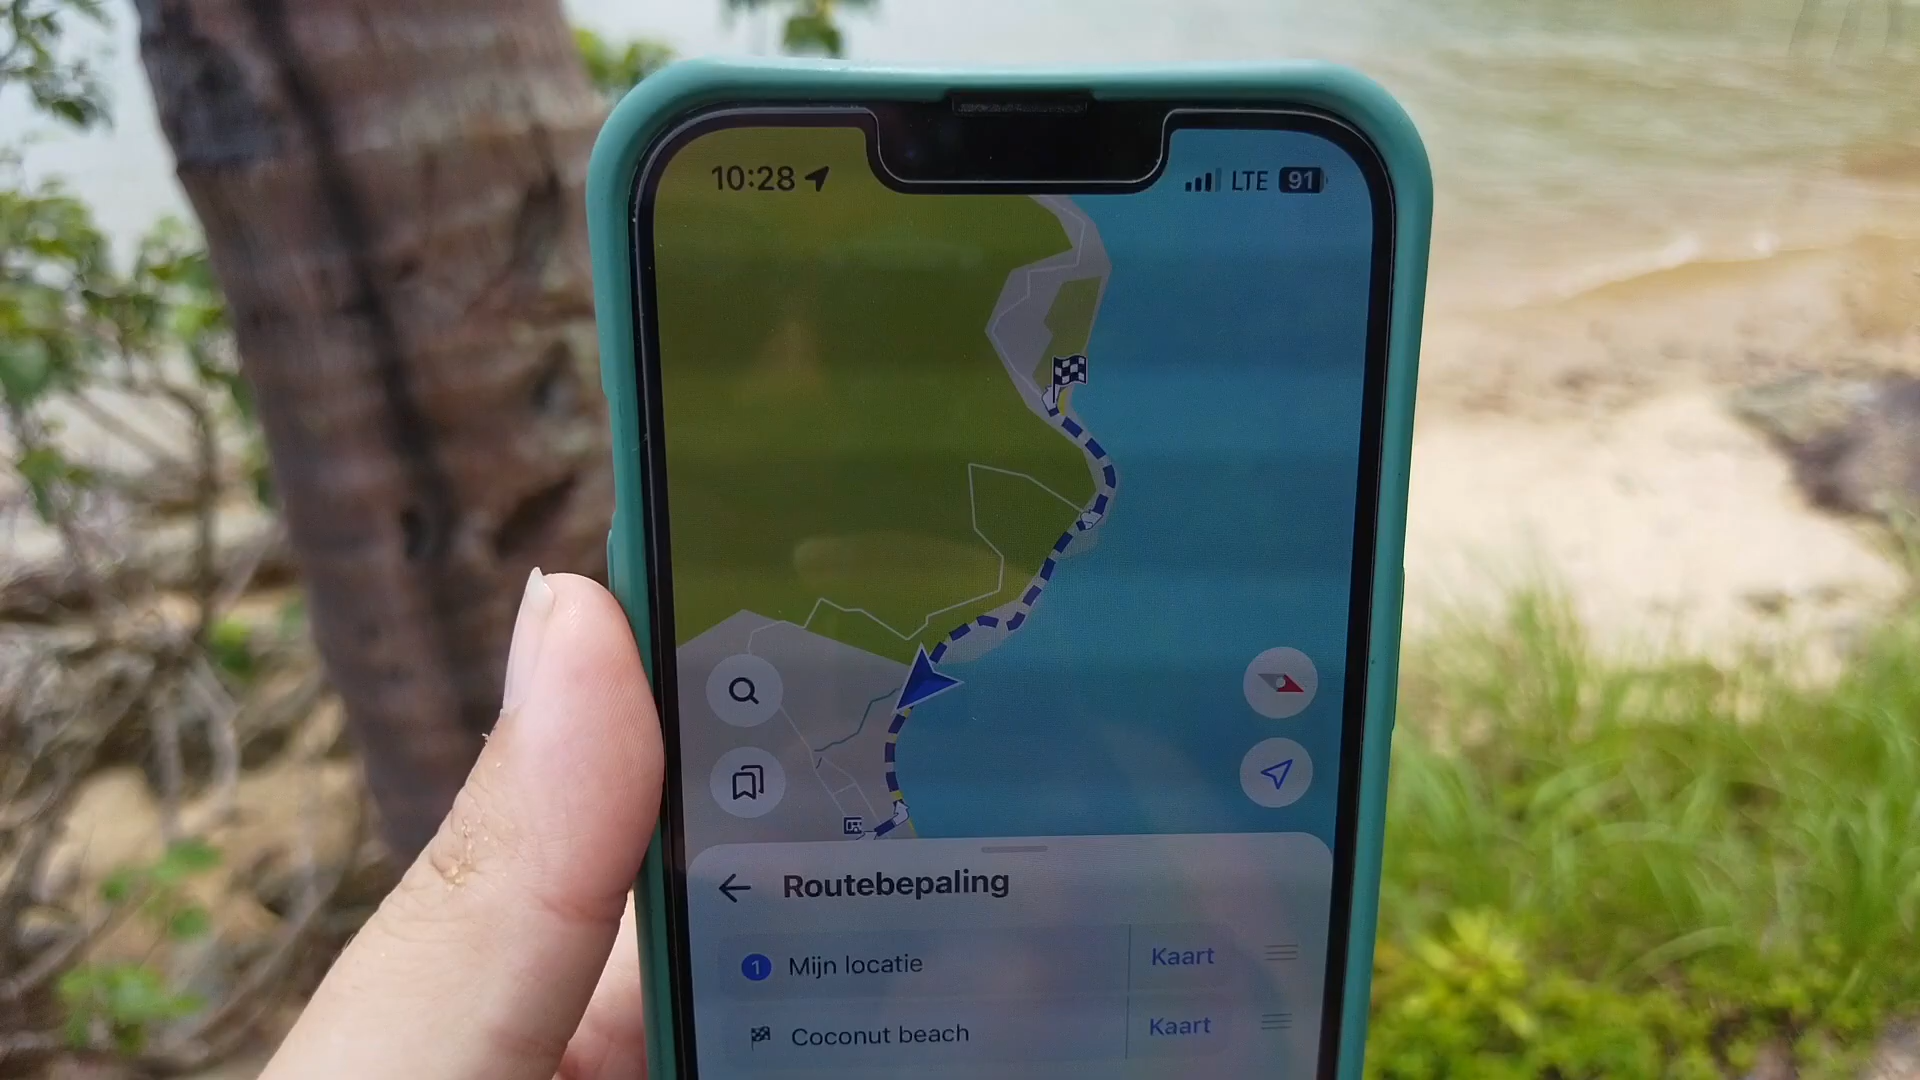 10:28 LTE 91
Routebepaling
1 Mijn locatie Kaart
Coconut beach Kaart